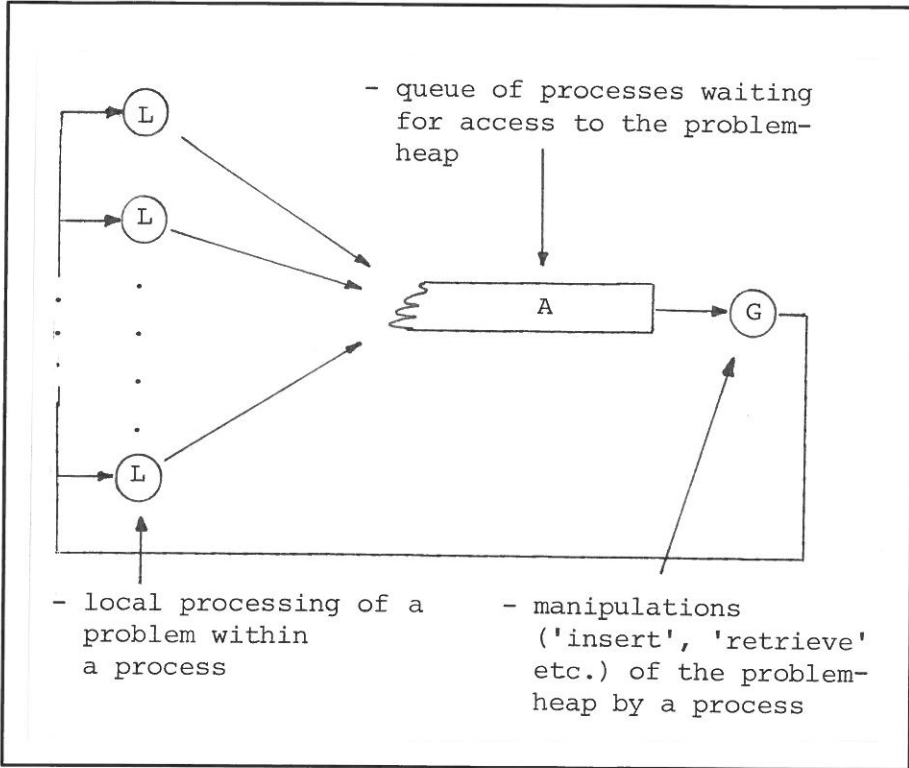 L
- queue of processes waiting
for access to the problem-
heap
L
A
G
L
- local processing of a
problem within
a process
- manipulations
('insert', 'retrieve'
etc.) of the problem-
heap by a process